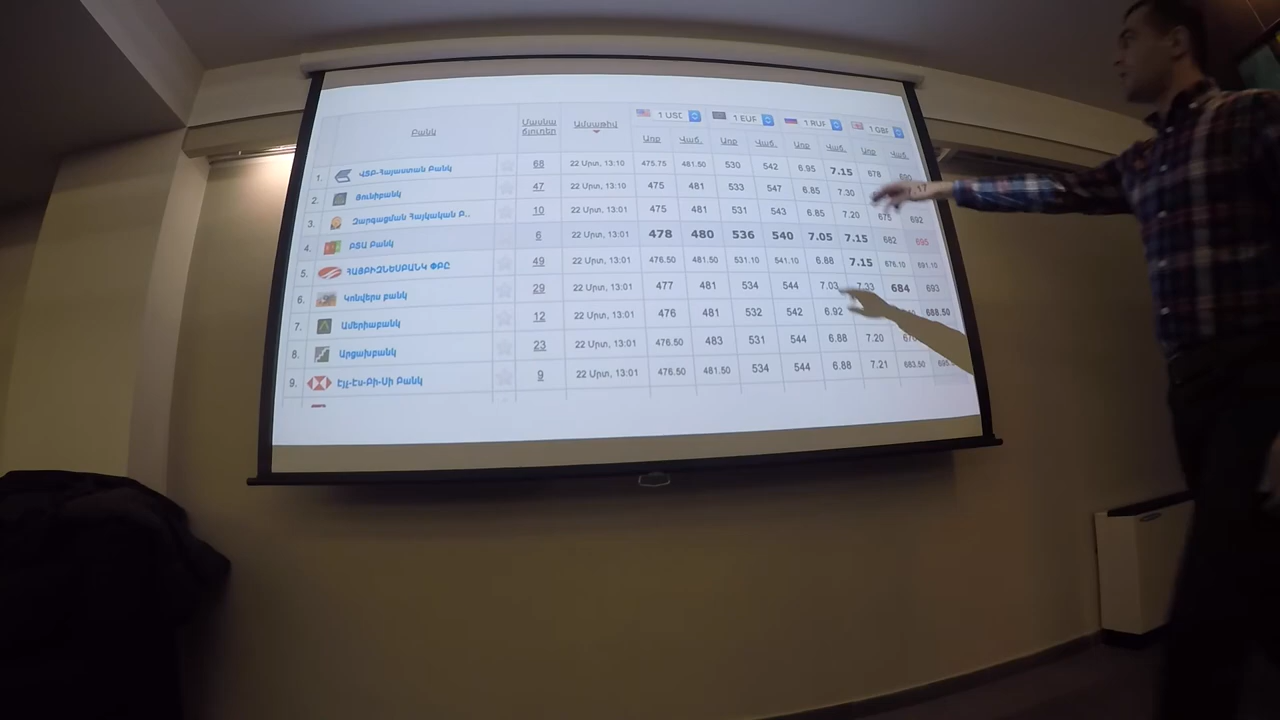 Բանկ Մասնա ճյուղեր Ամսաթիվ 1 USD 1 EUR 1 RUR 1 GBP
Առք Վաճ. Առք Վաճ. Առք Վաճ. Առք Վաճ.
1. ՎՏԲ-Հայաստան Բանկ 68 22 Մրտ, 13:10 475.75 481.50 530 542 6.95 7.15 678
2. Յունիբանկ 47 22 Մրտ, 13:10 475 481 533 547 6.85 7.30
3. Զարգացման Հայկական Բ.. 10 22 Մրտ, 13:01 475 481 531 543 6.85 7.20 675 692
4. ԲՏԱ Բանկ 6 22 Մրտ, 13:01 478 480 536 540 7.05 7.15 682 695
5. ՀԱՅԲԻԶՆԵՍԲԱՆԿ ՓԲԸ 49 22 Մրտ, 13:01 476.50 481.50 531.10 541.10 6.88 7.15 676.10 691.10
6. Կոնվերս բանկ 29 22 Մրտ, 13:01 477 481 534 544 7.03 7.33 684 693
7. Ամերիաբանկ 12 22 Մրտ, 13:01 476 481 532 542 6.92 688.50
8. Արցախբանկ 23 22 Մրտ, 13:01 476.50 483 531 544 6.88 7.20
9. Էյչ-Էս-Բի-Սի Բանկ 9 22 Մրտ, 13:01 476.50 481.50 534 544 6.88 7.21 683.50